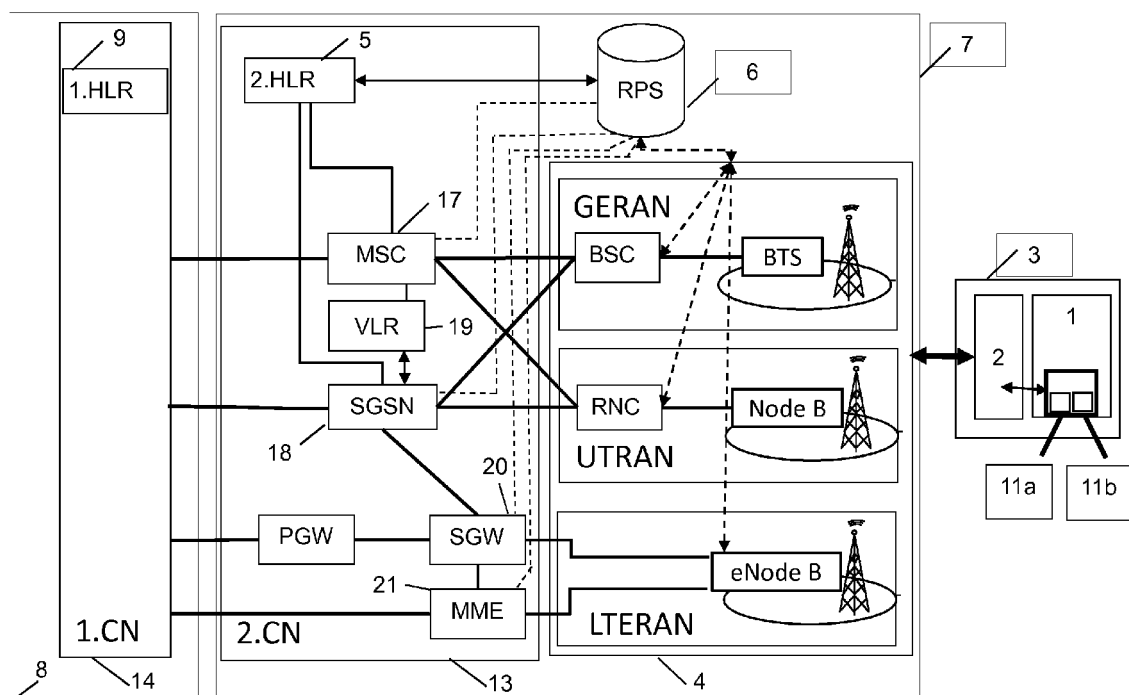 9
1.HLR
5
2.HLR
RPS
6
7
17
MSC
VLR
19
SGSN
18
20
PGW
SGW
21
MME
GERAN
BSC
BTS
RNC
Node B
UTRAN
eNode B
LTERAN
3
1
2
11a
11b
1.CN
2.CN
8
14
13
4